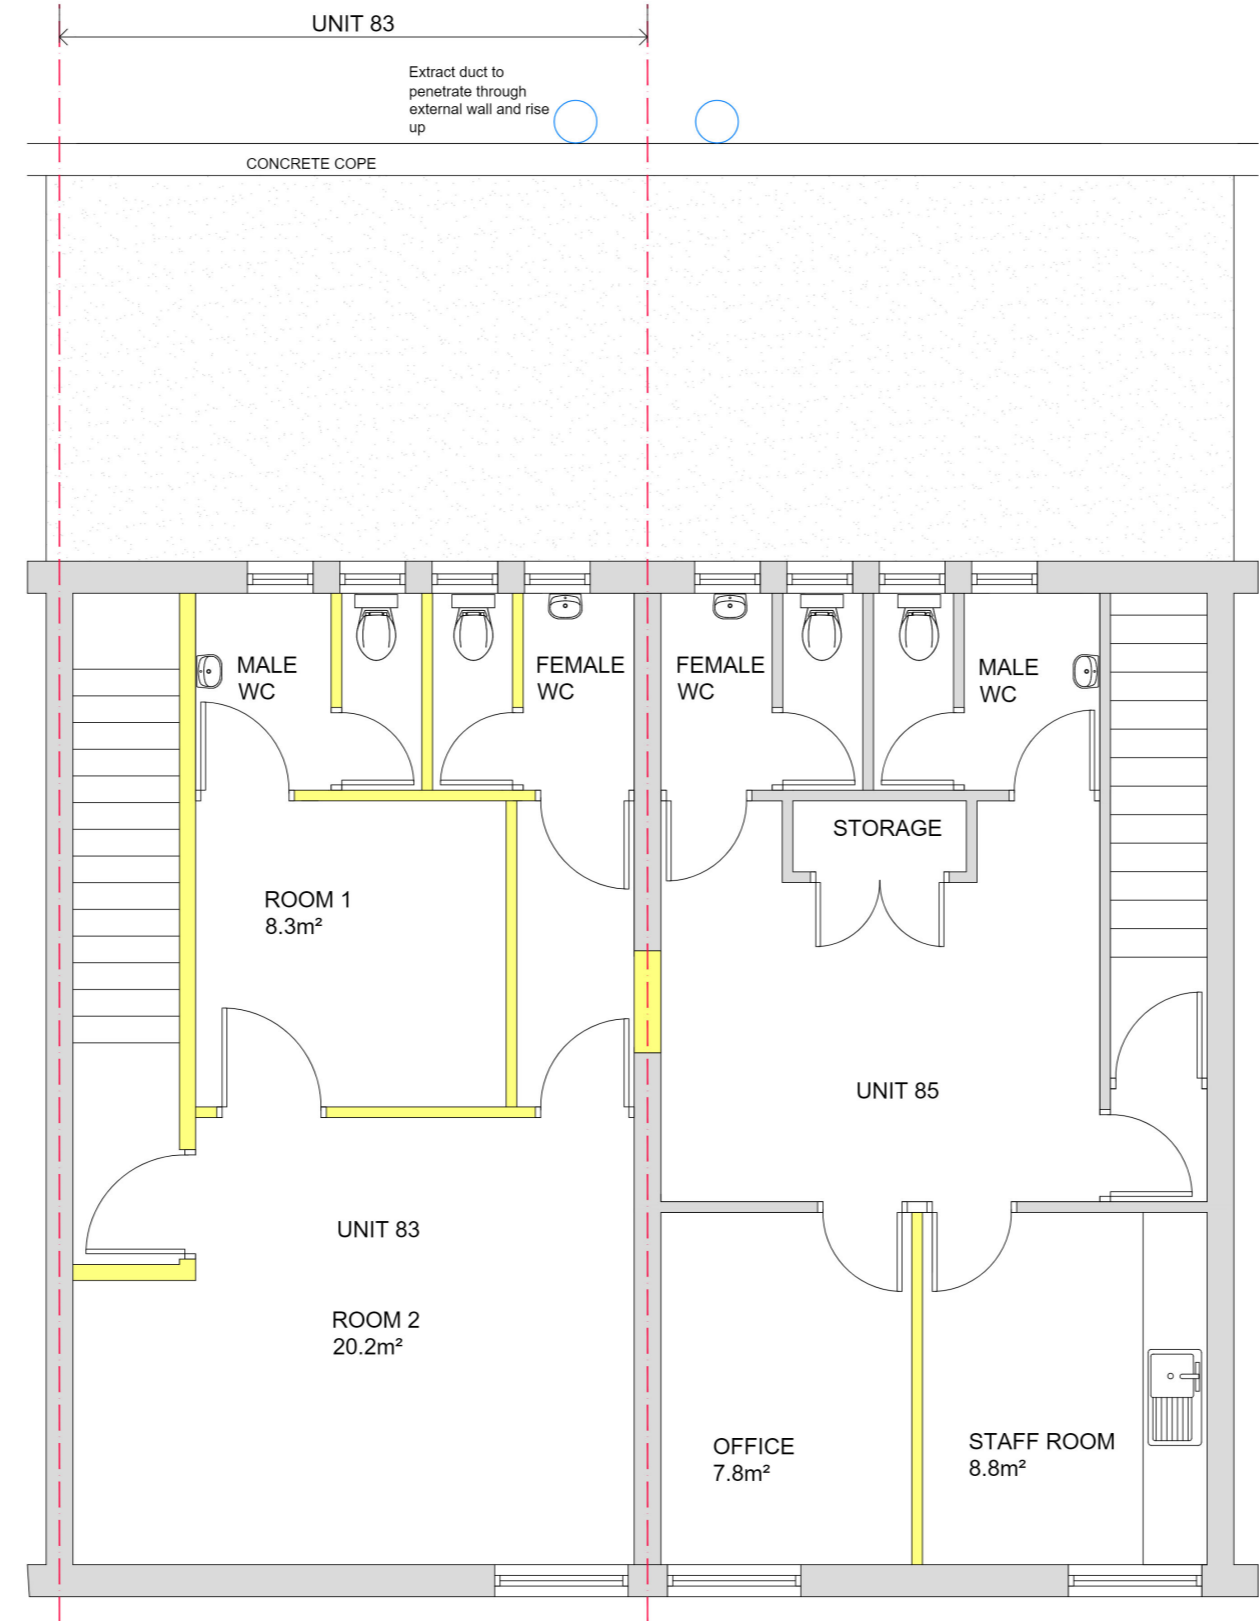 UNIT 83
Extract duct to
penetrate through
external wall and rise
up
CONCRETE COPE
MALE
WC
FEMALE
WC
FEMALE
WC
MALE
WC
STORAGE
ROOM 1
8.3m²
UNIT 85
UNIT 83
ROOM 2
20.2m²
OFFICE
7.8m²
STAFF ROOM
8.8m²